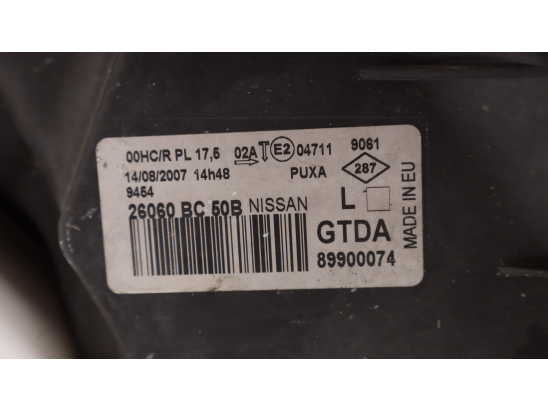 00HC/R PL 17,5 02A E2 04711 9061
14/08/2007 14h48 PUXA 287
9454
26060 BC 50B NISSAN L
GTDA
89900074
MADE IN EU